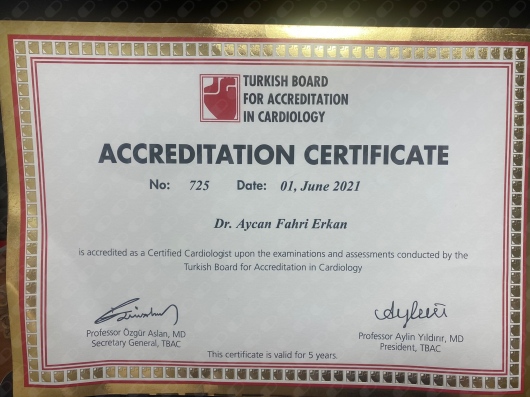 TURKISH BOARD
FOR ACCREDITATION
IN CARDIOLOGY
ACCREDITATION CERTIFICATE
No: 725 Date: 01, June 2021
Dr. Aycan Fahri Erkan
is accredited as a Certified Cardiologist upon the examinations and assessments conducted by the
Turkish Board for Accreditation in Cardiology
Professor Özgür Aslan, MD
Secretary General, TBAC
Professor Aylin Yıldırır, MD
President, TBAC
This certificate is valid for 5 years.